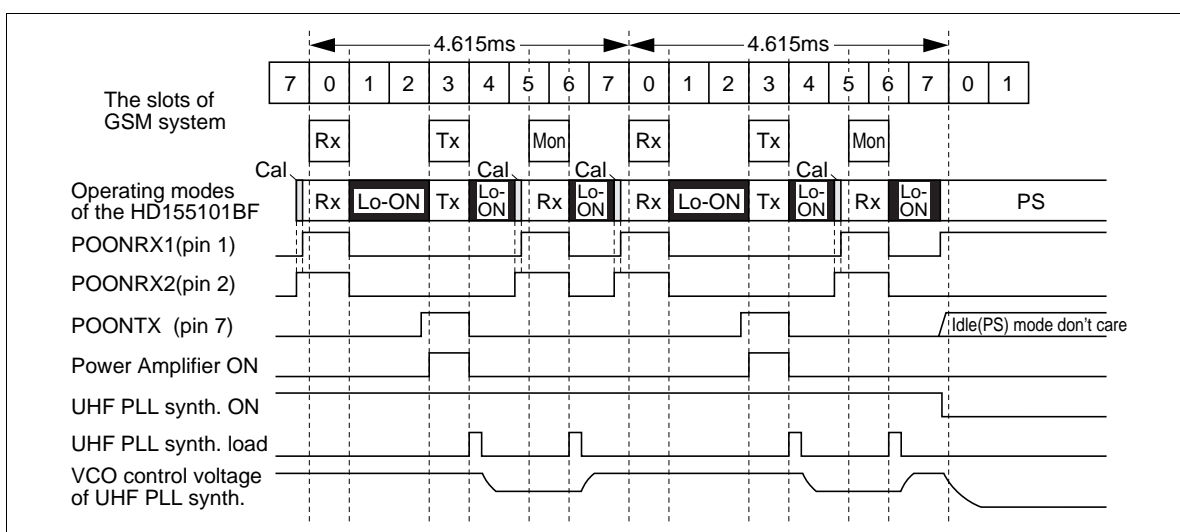 4.615ms 4.615ms
7 0 1 2 3 4 5 6 7 0 1 2 3 4 5 6 7 0 1
The slots of
GSM system
Rx Tx Mon Rx Tx Mon
Cal Cal Cal Cal
Operating modes
of the HD155101BF
Rx Lo-ON Tx Lo-ON Rx Lo-ON Rx Lo-ON Tx Lo-ON Rx Lo-ON PS
POONRX1(pin 1)
POONRX2(pin 2)
POONTX (pin 7)
Idle(PS) mode don't care
Power Amplifier ON
UHF PLL synth. ON
UHF PLL synth. load
VCO control voltage
of UHF PLL synth.